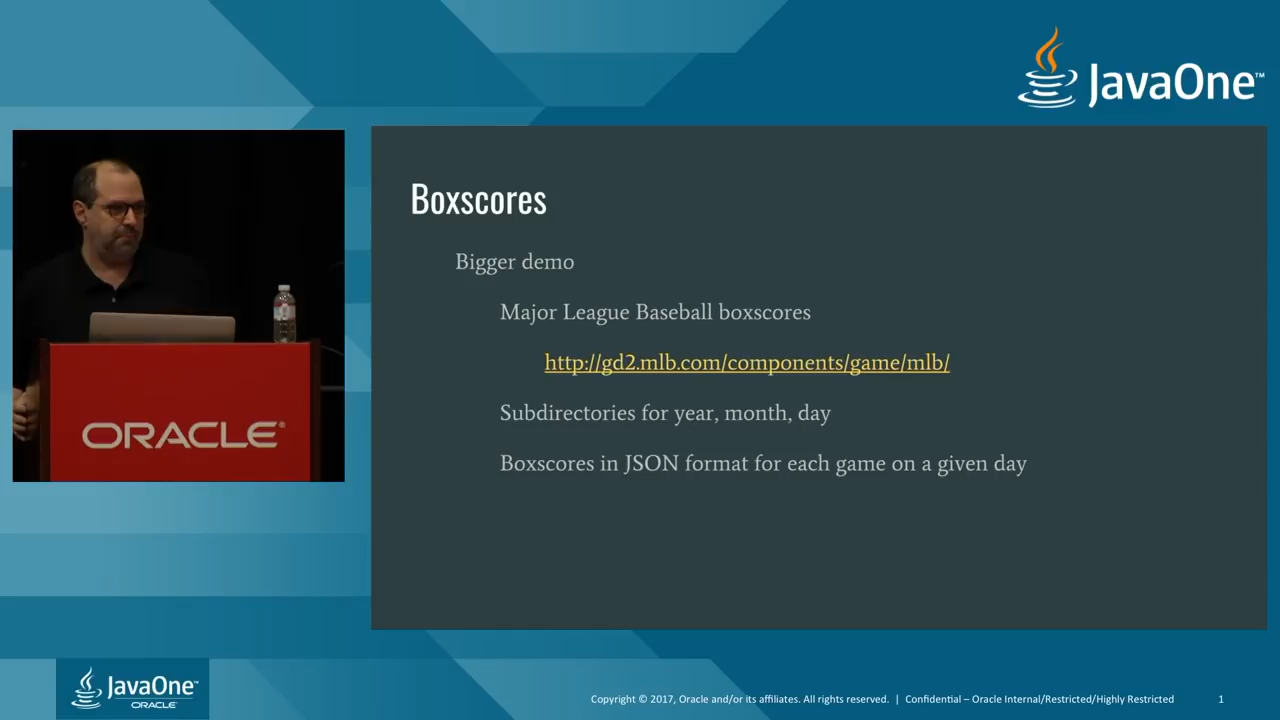 JavaOne™
Boxscores
Bigger demo
Major League Baseball boxscores
http://gd2.mlb.com/components/game/mlb/
Subdirectories for year, month, day
Boxscores in JSON format for each game on a given day
ORACLE®
JavaOne™
ORACLE®
Copyright © 2017, Oracle and/or its affiliates. All rights reserved. | Confidential – Oracle Internal/Restricted/Highly Restricted 1